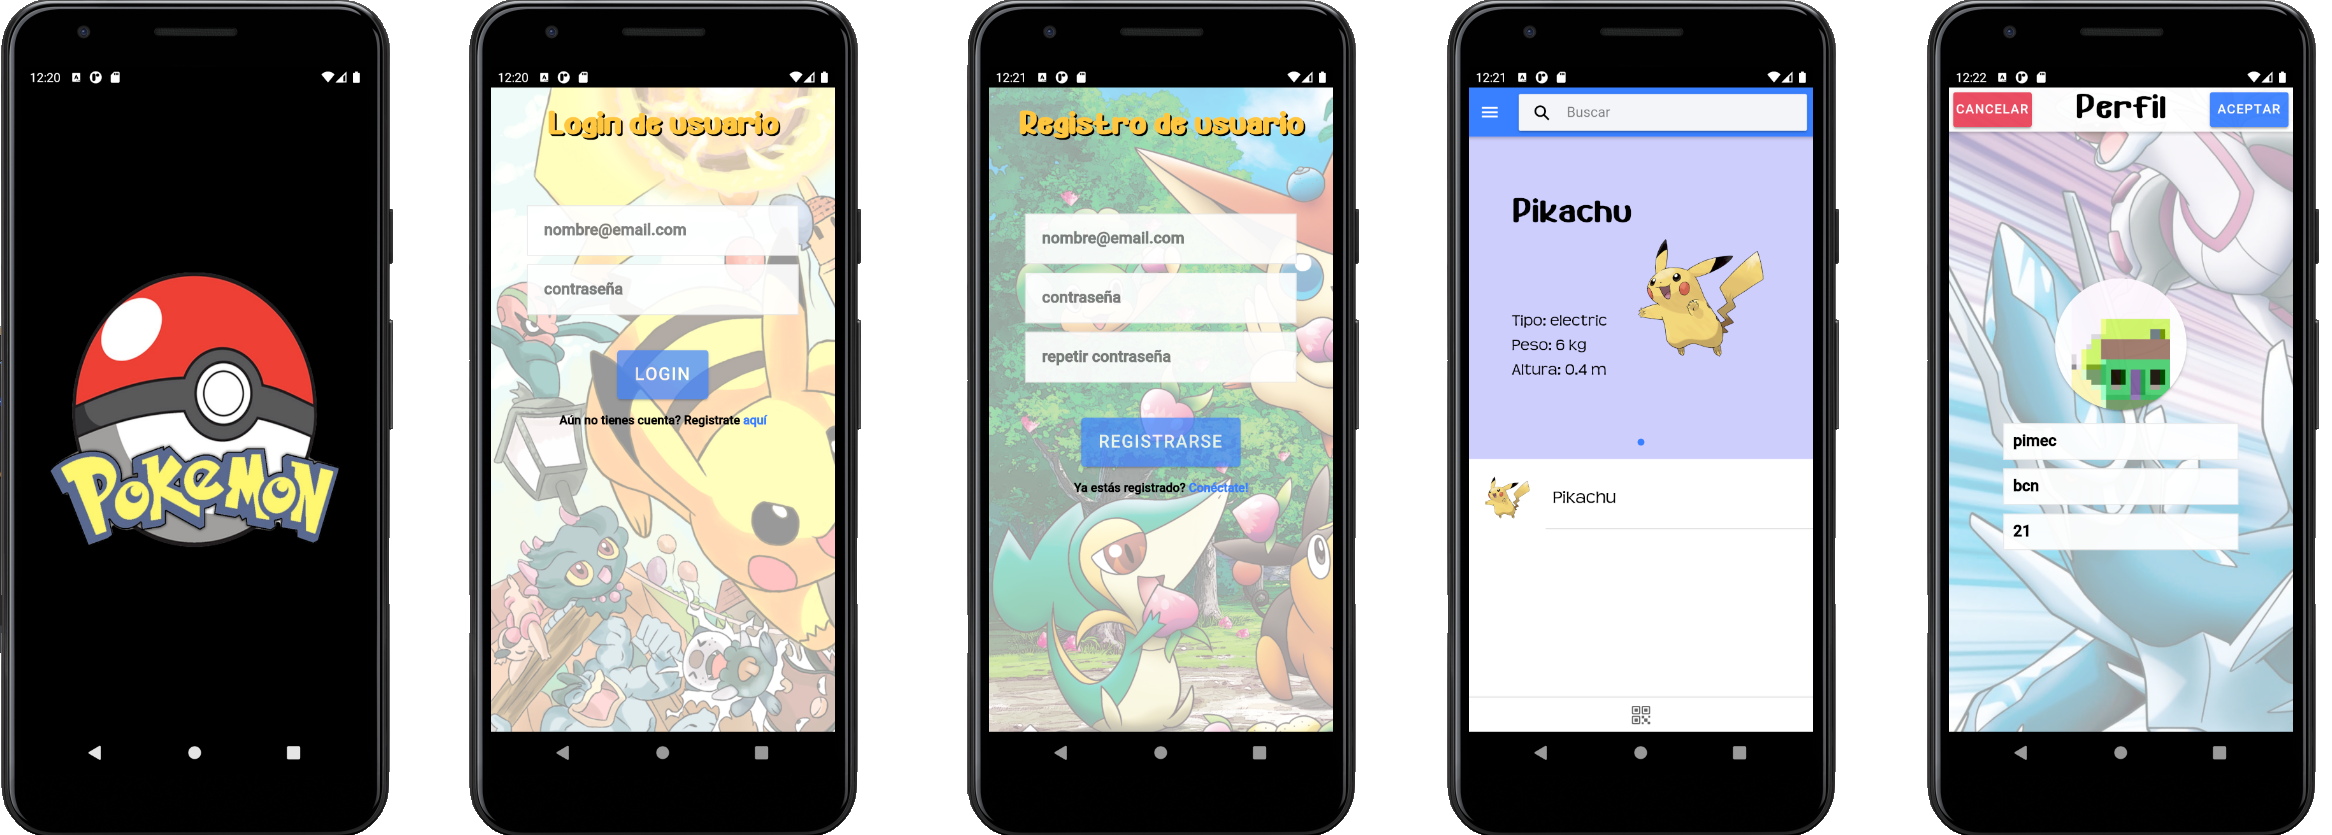 12:20
POKéMON
12:20
Login de usuario
nombre@email.com
contraseña
LOGIN
Aún no tienes cuenta? Registrate aquí
12:21
Registro de usuario
nombre@email.com
contraseña
repetir contraseña
REGISTRARSE
Ya estás registrado? Conéctate!
12:21
Buscar
Pikachu
Tipo: electric
Peso: 6 kg
Altura: 0.4 m
Pikachu
12:22
CANCELAR Perfil ACEPTAR
pimec
bcn
21